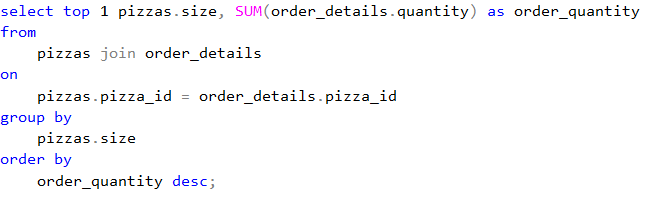 select top 1 pizzas.size, SUM(order_details.quantity) as order_quantity
from
    pizzas join order_details
on
    pizzas.pizza_id = order_details.pizza_id
group by
    pizzas.size
order by
    order_quantity desc;